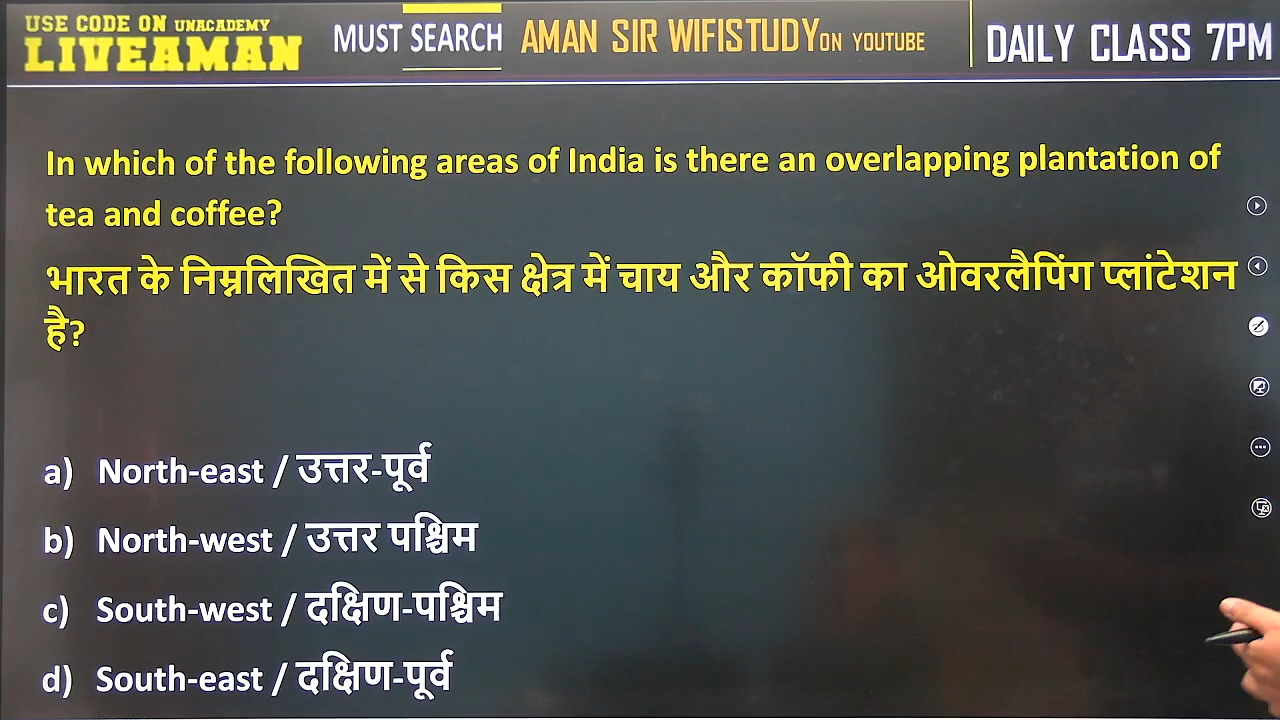 USE CODE ON UNACADEMY
LIVEAMAN
MUST SEARCH AMAN SIR WIFISTUDY ON YOUTUBE
DAILY CLASS 7PM
In which of the following areas of India is there an overlapping plantation of
tea and coffee?
भारत के निम्नलिखित में से किस क्षेत्र में चाय और कॉफी का ओवरलैपिंग प्लांटेशन
है?
a) North-east / उत्तर-पूर्व
b) North-west / उत्तर पश्चिम
c) South-west / दक्षिण-पश्चिम
d) South-east / दक्षिण-पूर्व